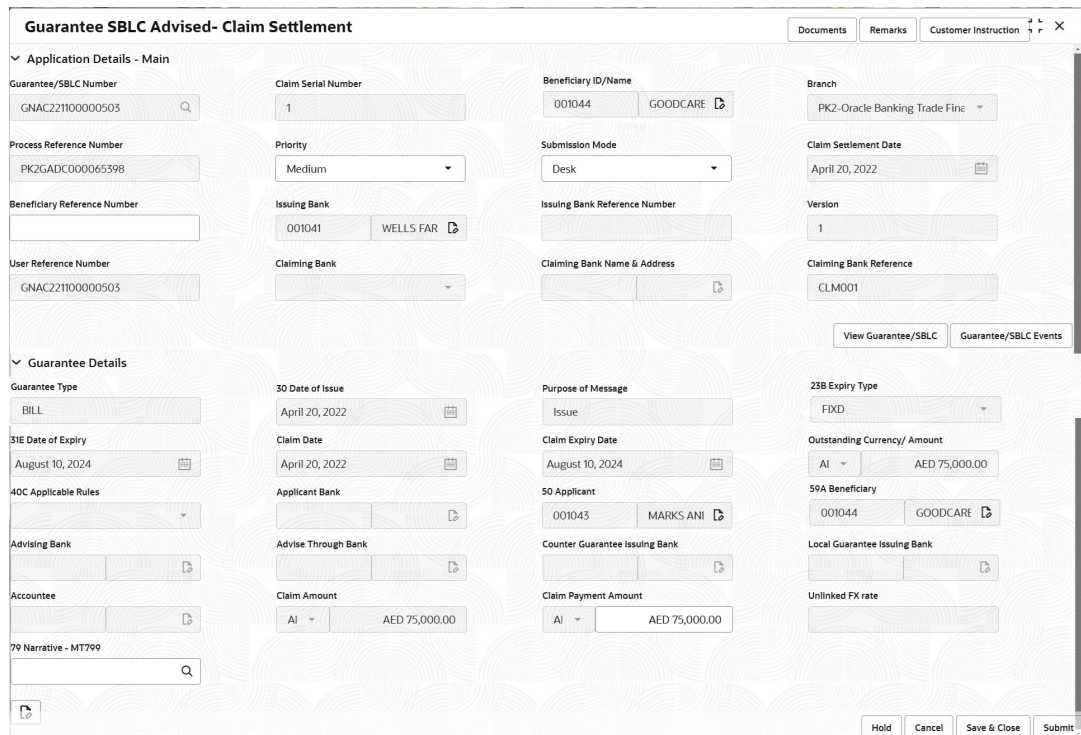 Guarantee SBLC Advised- Claim Settlement
Documents Remarks Customer Instruction
Application Details - Main
Guarantee/SBLC Number Claim Serial Number Beneficiary ID/Name Branch
GNAC221100000503 1 001044 GOODCARE PK2-Oracle Banking Trade Fina
Process Reference Number Priority Submission Mode Claim Settlement Date
PK2GADC000065398 Medium Desk April 20, 2022
Beneficiary Reference Number Issuing Bank Issuing Bank Reference Number Version
001041 WELLS FAR 1
User Reference Number Claiming Bank Claiming Bank Name & Address Claiming Bank Reference
GNAC221100000503 CLM001
View Guarantee/SBLC Guarantee/SBLC Events
Guarantee Details
Guarantee Type 30 Date of Issue Purpose of Message 23B Expiry Type
BILL April 20, 2022 Issue FIXD
31E Date of Expiry Claim Date Claim Expiry Date Outstanding Currency/ Amount
August 10, 2024 April 20, 2022 August 10, 2024 AI AED 75,000.00
40C Applicable Rules Applicant Bank 50 Applicant 59A Beneficiary
001043 MARKS ANI 001044 GOODCARE
Advising Bank Advise Through Bank Counter Guarantee Issuing Bank Local Guarantee Issuing Bank
Accountee Claim Amount Claim Payment Amount Unlinked FX rate
AI AED 75,000.00 AI AED 75,000.00
79 Narrative - MT799
Hold Cancel Save & Close Submit